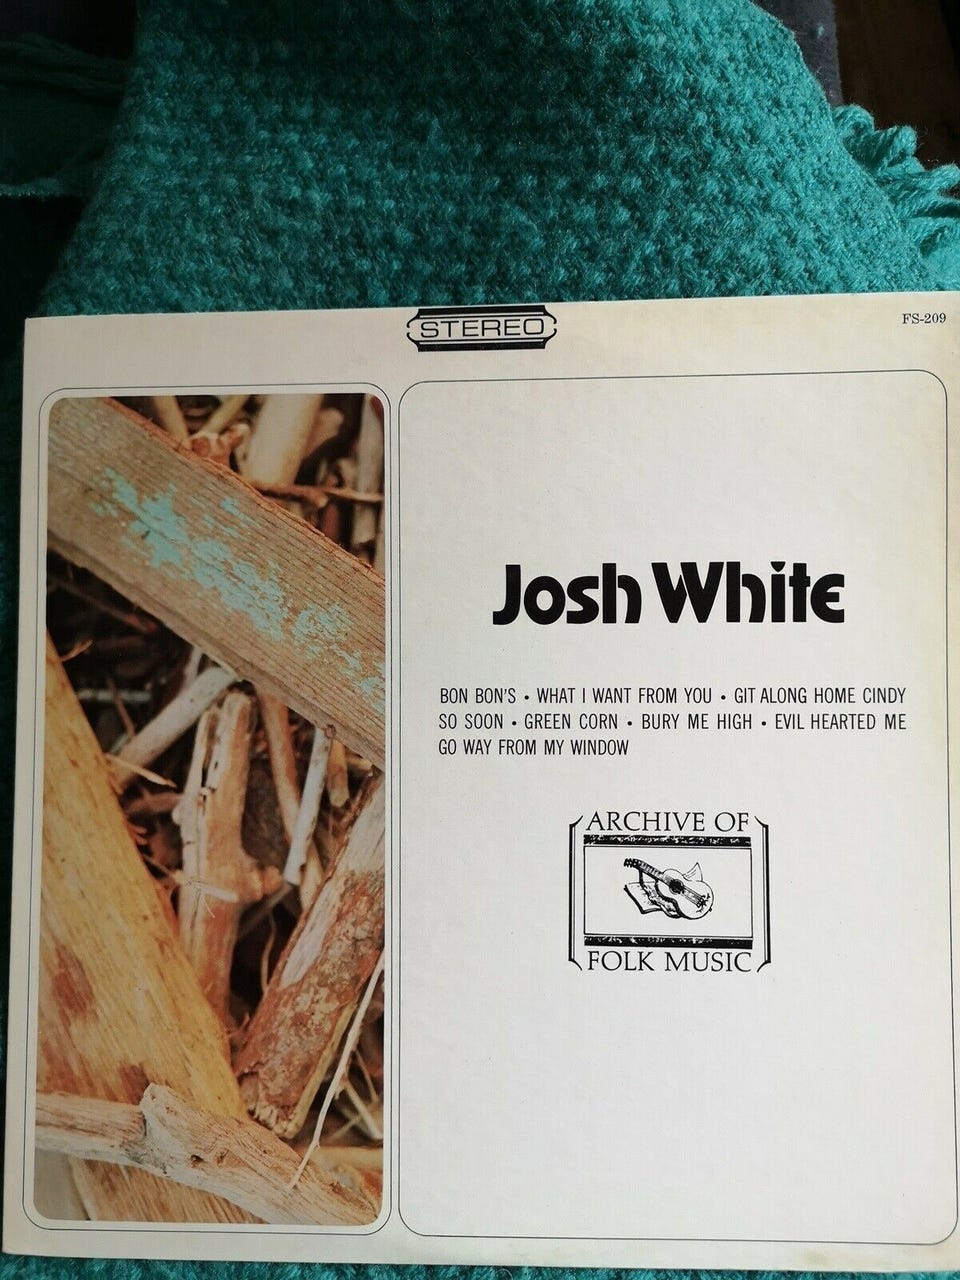 STEREO
FS-209
Josh White
BON BON'S • WHAT I WANT FROM YOU • GIT ALONG HOME CINDY
SO SOON • GREEN CORN • BURY ME HIGH • EVIL HEARTED ME
GO WAY FROM MY WINDOW
ARCHIVE OF
FOLK MUSIC